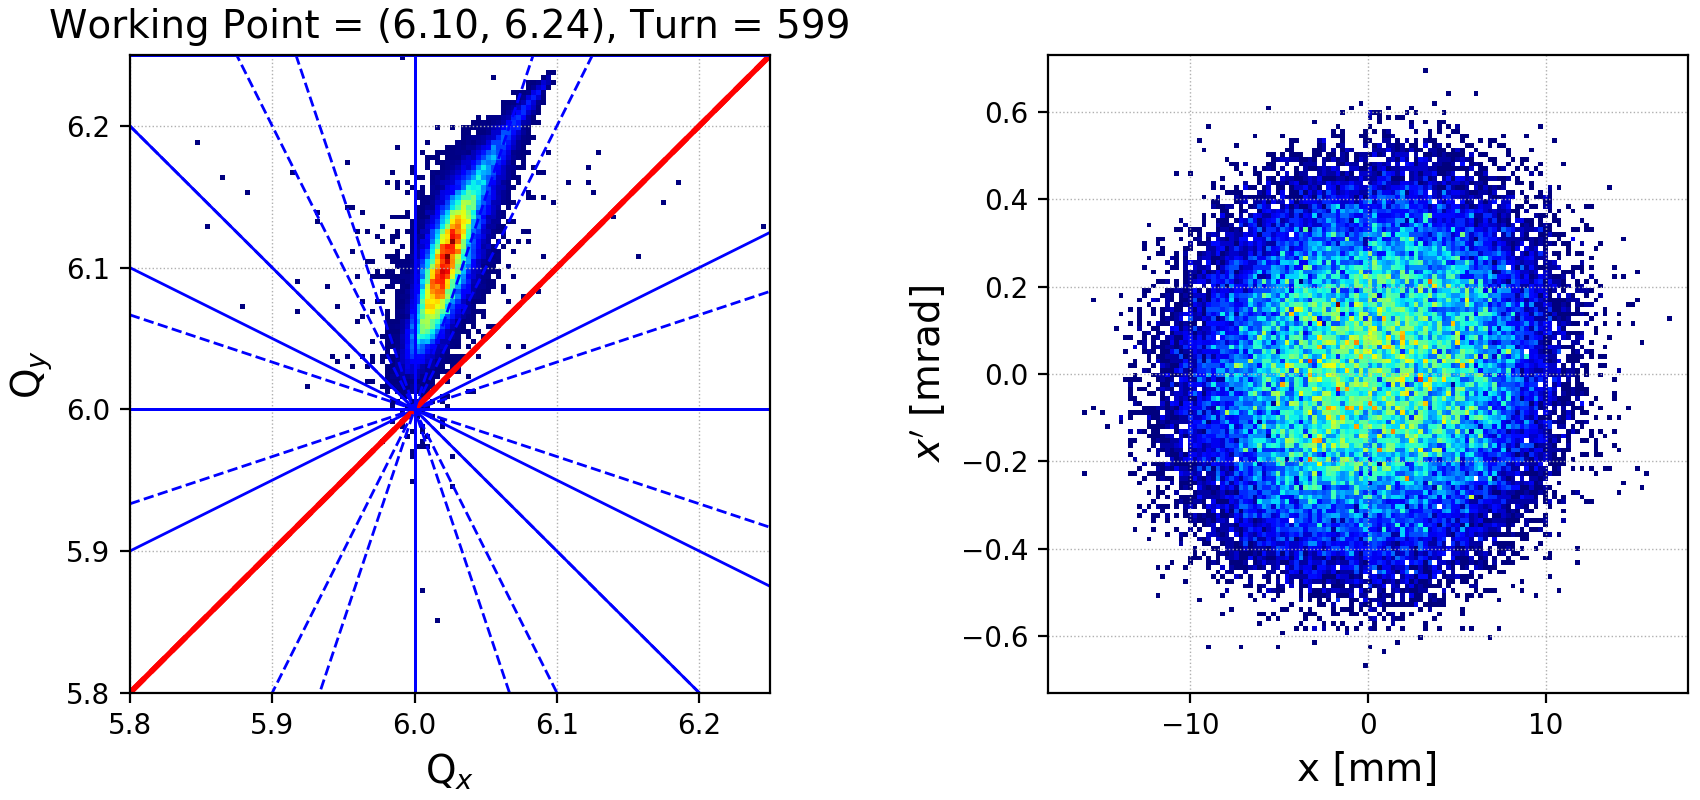 Working Point = (6.10, 6.24), Turn = 599
6.2
6.1
6.0
5.9
5.8
Qy
5.8 5.9 6.0 6.1 6.2
Qx
0.6
0.4
0.2
0.0
−0.2
−0.4
−0.6
x′ [mrad]
−10 0 10
x [mm]